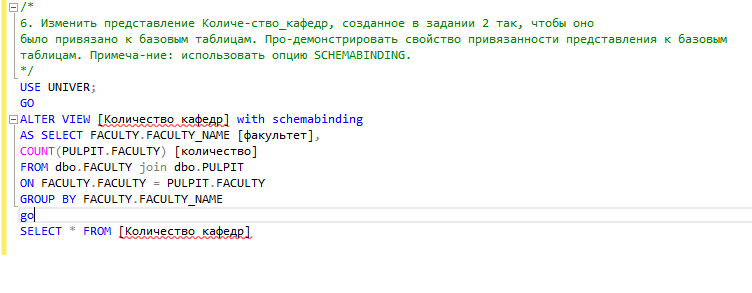 /*
6. Изменить представление Количе-ство_кафедр, созданное в задании 2 так, чтобы оно
было привязано к базовым таблицам. Про-демонстрировать свойство привязанности представления к базовым
таблицам. Примеча-ние: использовать опцию SCHEMABINDING.
*/
USE UNIVER;
GO
ALTER VIEW [Количество кафедр] with schemabinding
AS SELECT FACULTY.FACULTY_NAME [факультет],
COUNT(PULPIT.FACULTY) [количество]
FROM dbo.FACULTY join dbo.PULPIT
ON FACULTY.FACULTY = PULPIT.FACULTY
GROUP BY FACULTY.FACULTY_NAME
go
SELECT * FROM [Количество кафедр]